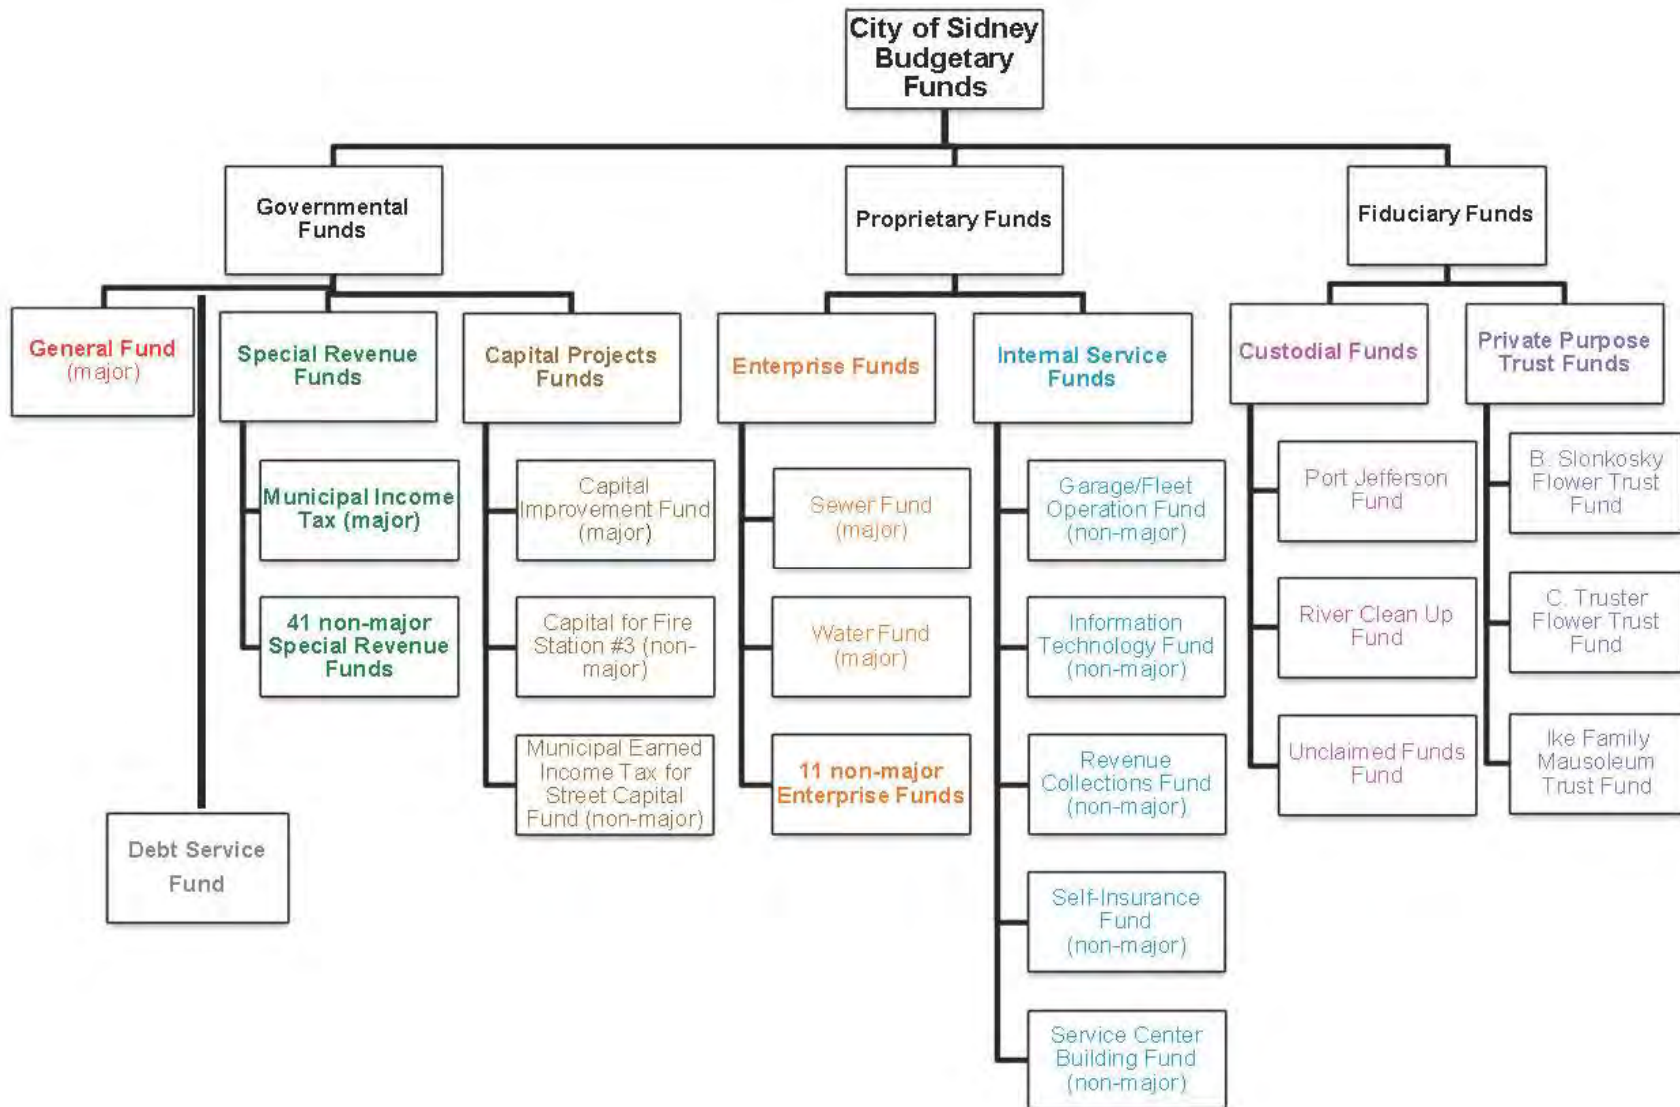 City of Sidney
Budgetary
Funds
Governmental
Funds
Proprietary Funds
Fiduciary Funds
General Fund
(major)
Special Revenue
Funds
Capital Projects
Funds
Enterprise Funds
Internal Service
Funds
Custodial Funds
Private Purpose
Trust Funds
Municipal Income
Tax (major)
41 non-major
Special Revenue
Funds
Capital
Improvement Fund
(major)
Capital for Fire
Station #3 (non-
major)
Municipal Earned
Income Tax for
Street Capital
Fund (non-major)
Sewer Fund
(major)
Water Fund
(major)
11 non-major
Enterprise Funds
Garage/Fleet
Operation Fund
(non-major)
Information
Technology Fund
(non-major)
Revenue
Collections Fund
(non-major)
Self-Insurance
Fund
(non-major)
Service Center
Building Fund
(non-major)
Port Jefferson
Fund
River Clean Up
Fund
Unclaimed Funds
Fund
B. Slonkosky
Flower Trust
Fund
C. Truster
Flower Trust
Fund
Ike Family
Mausoleum
Trust Fund
Debt Service
Fund